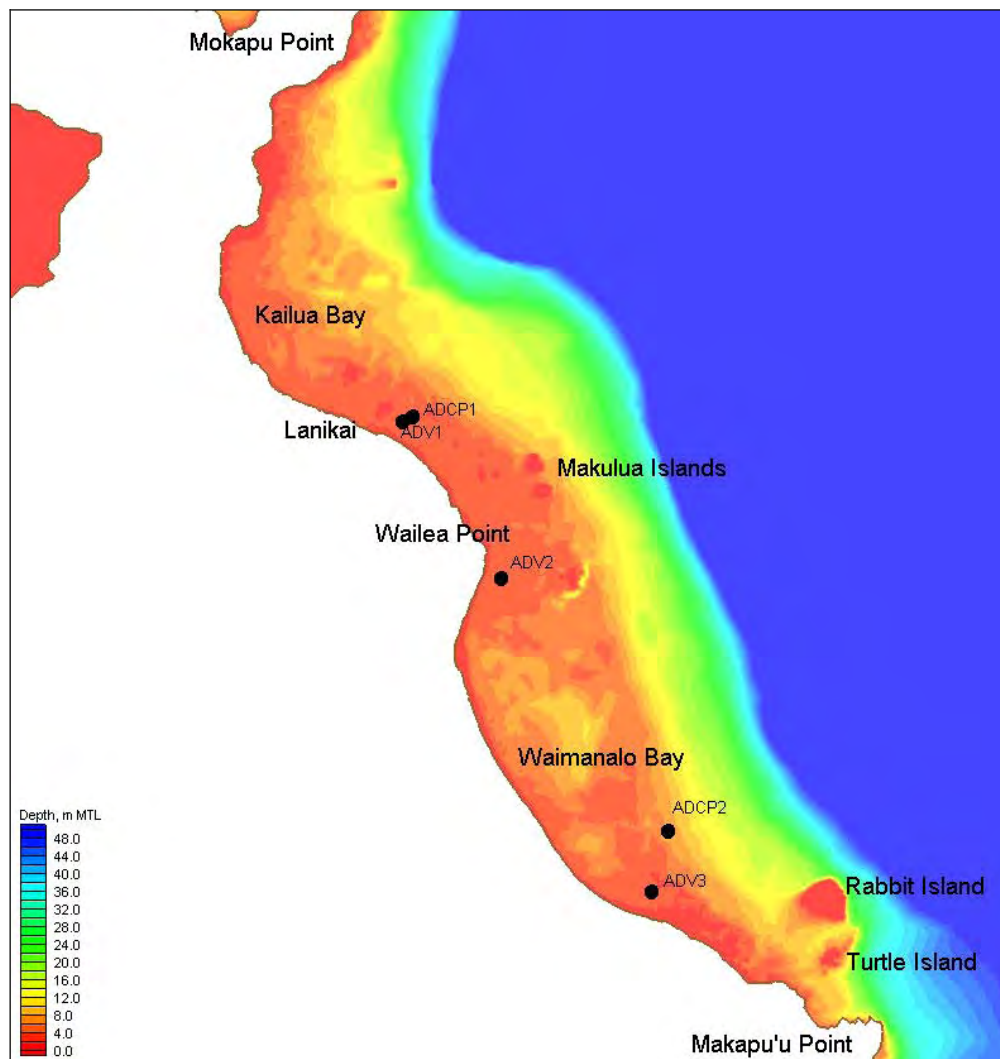 Mokapu Point
Kailua Bay
ADCP1
Lanikai
ADV1
Makulua Islands
Wailea Point
ADV2
Waimanalo Bay
ADCP2
Depth, m MTL
48.0
44.0
40.0
36.0
32.0
28.0
24.0
20.0
16.0
12.0
8.0
4.0
0.0
ADV3
Rabbit Island
Turtle Island
Makapu'u Point